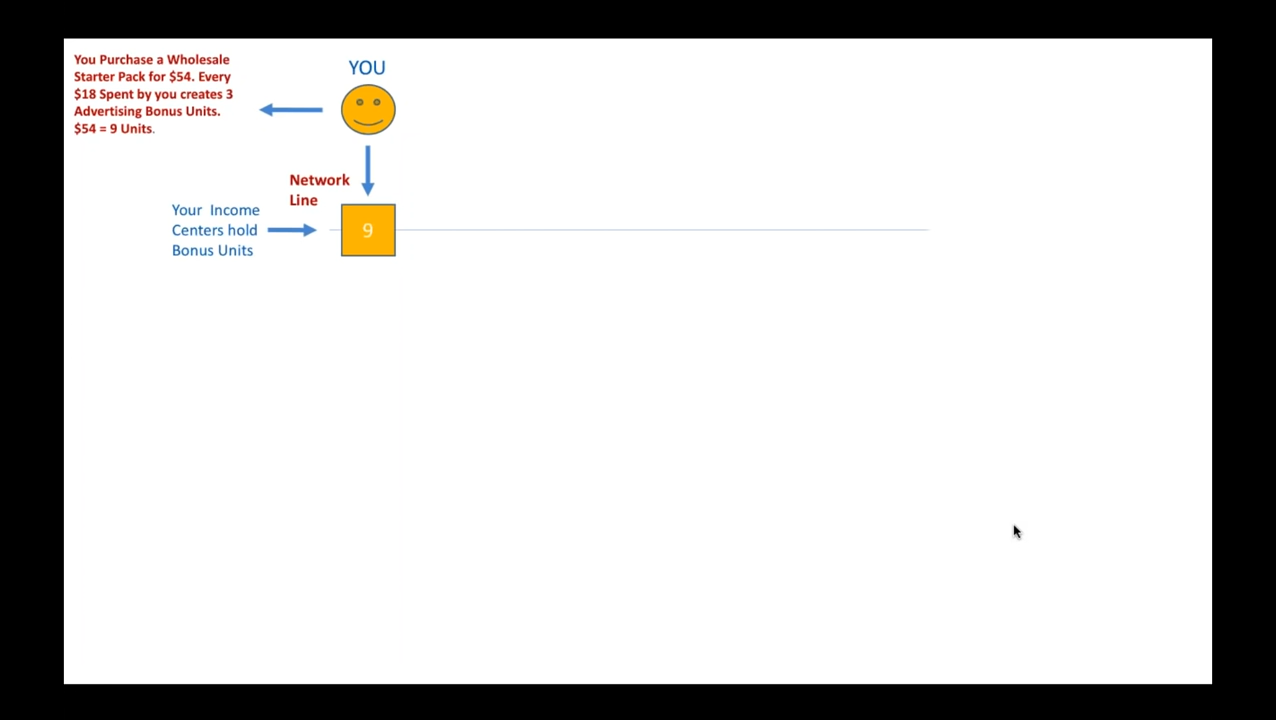 You Purchase a Wholesale
Starter Pack for $54. Every
$18 Spent by you creates 3
Advertising Bonus Units.
$54 = 9 Units.
YOU
Network
Line
Your Income
Centers hold
Bonus Units
9